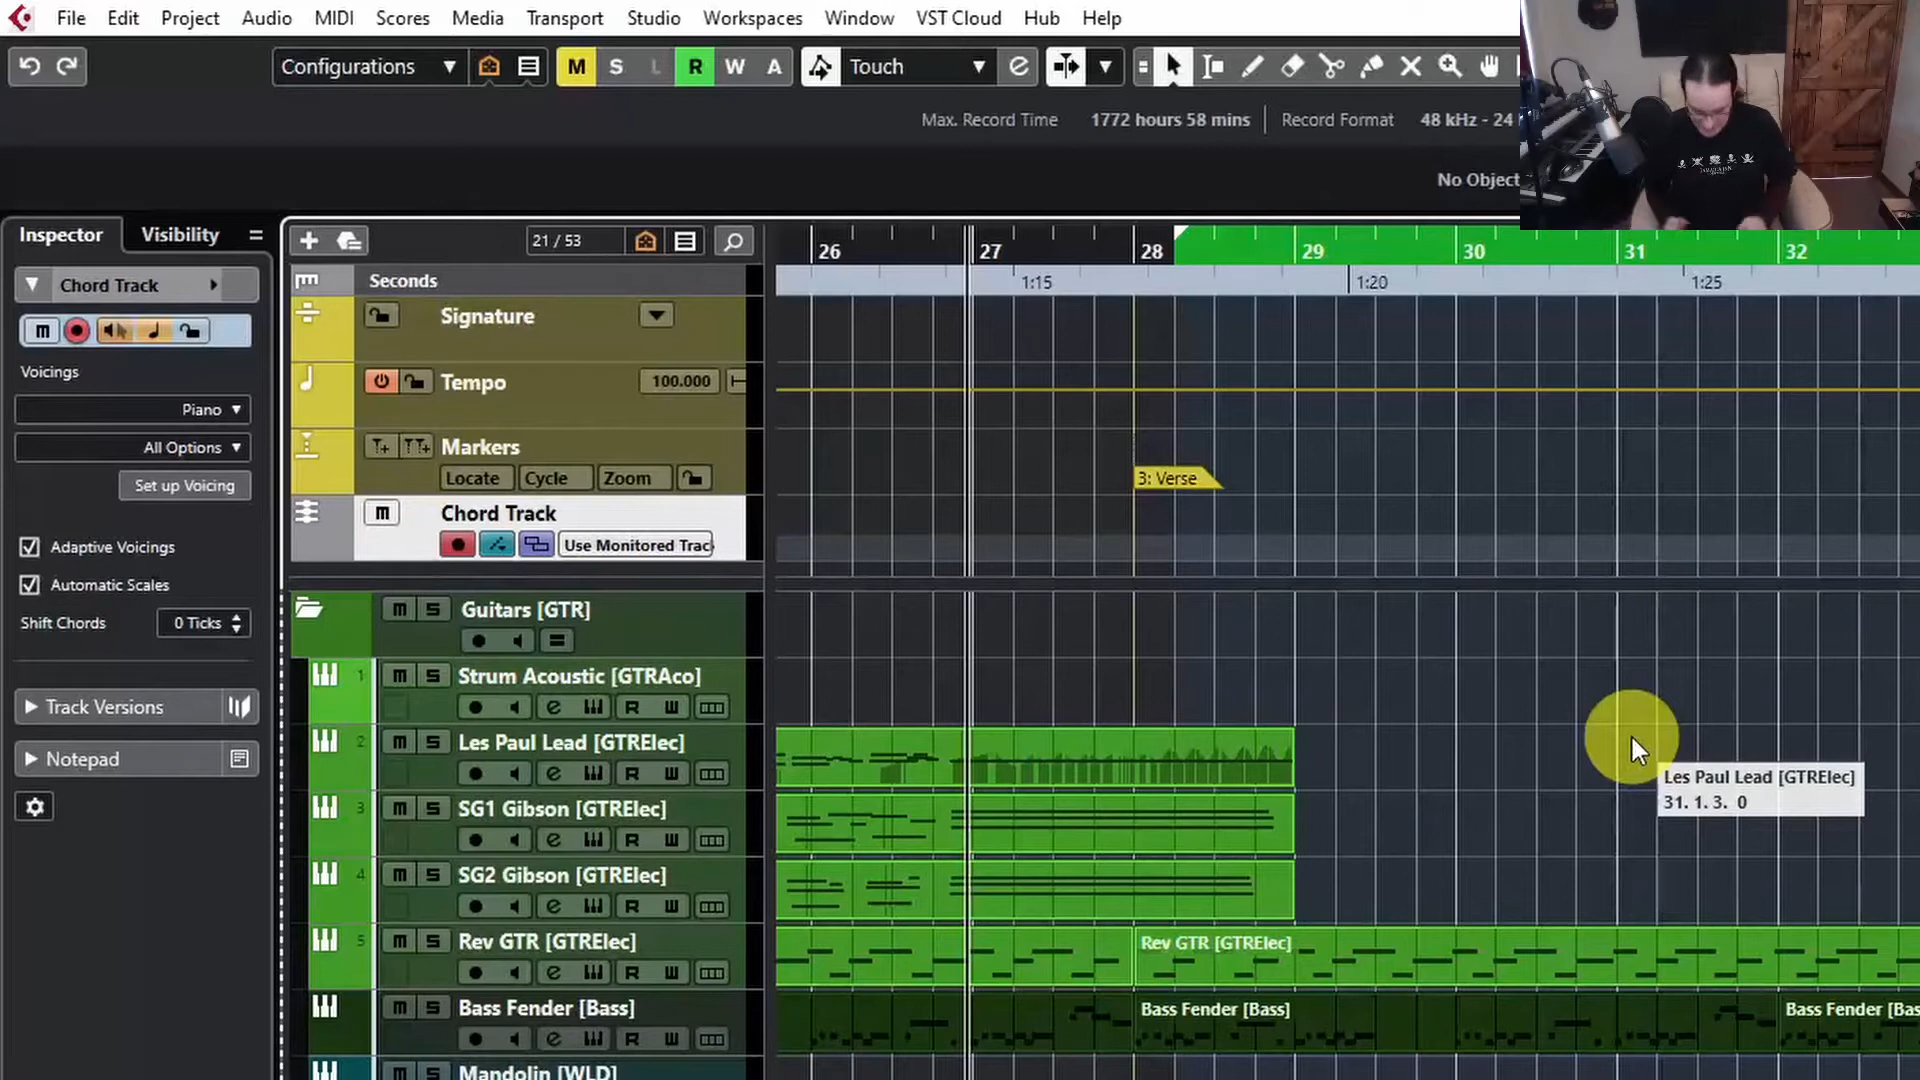 File Edit Project Audio MIDI Scores Media Transport Studio Workspaces Window VST Cloud Hub Help
Configurations M S L R W A Touch
Max. Record Time 1772 hours 58 mins Record Format 48 kHz - 24
No Object
Inspector Visibility
21 / 53
26 27 28 29 30 31 32
Chord Track
Seconds
1:15 1:20 1:25
Signature
m
Voicings
Piano
Tempo 100.000
All Options
Markers
Set up Voicing
Locate Cycle Zoom
3: Verse
m Chord Track
Adaptive Voicings
Use Monitored Trac
Automatic Scales
Shift Chords 0 Ticks
m S Guitars [GTR]
1 m S Strum Acoustic [GTRAco]
e R W
Track Versions
2 m S Les Paul Lead [GTRElec]
e R W
Notepad
Les Paul Lead [GTRElec]
31. 1. 3. 0
3 m S SG1 Gibson [GTRElec]
e R W
4 m S SG2 Gibson [GTRElec]
e R W
5 m S Rev GTR [GTRElec]
Rev GTR [GTRElec]
e R W
m S Bass Fender [Bass]
Bass Fender [Bass] Bass Fender [Bas
e R W
Mandolin [WLD]